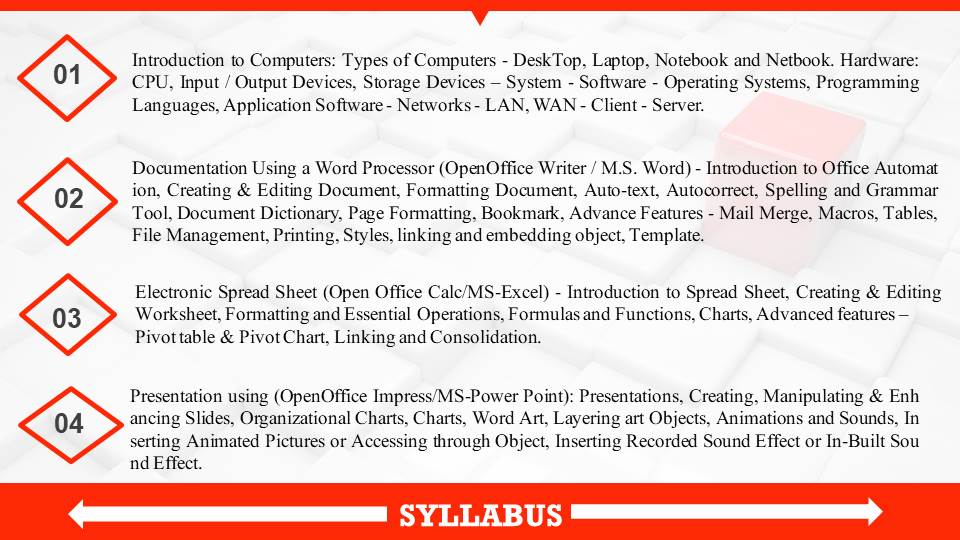 01
Introduction to Computers: Types of Computers - DeskTop, Laptop, Notebook and Netbook. Hardware:
CPU, Input / Output Devices, Storage Devices – System - Software - Operating Systems, Programming
Languages, Application Software - Networks - LAN, WAN - Client - Server.
02
Documentation Using a Word Processor (OpenOffice Writer / M.S. Word) - Introduction to Office Automat
ion, Creating & Editing Document, Formatting Document, Auto-text, Autocorrect, Spelling and Grammar
Tool, Document Dictionary, Page Formatting, Bookmark, Advance Features - Mail Merge, Macros, Tables,
File Management, Printing, Styles, linking and embedding object, Template.
03
Electronic Spread Sheet (Open Office Calc/MS-Excel) - Introduction to Spread Sheet, Creating & Editing
Worksheet, Formatting and Essential Operations, Formulas and Functions, Charts, Advanced features –
Pivot table & Pivot Chart, Linking and Consolidation.
04
Presentation using (OpenOffice Impress/MS-Power Point): Presentations, Creating, Manipulating & Enh
ancing Slides, Organizational Charts, Charts, Word Art, Layering art Objects, Animations and Sounds, In
serting Animated Pictures or Accessing through Object, Inserting Recorded Sound Effect or In-Built Sou
nd Effect.
SYLLABUS